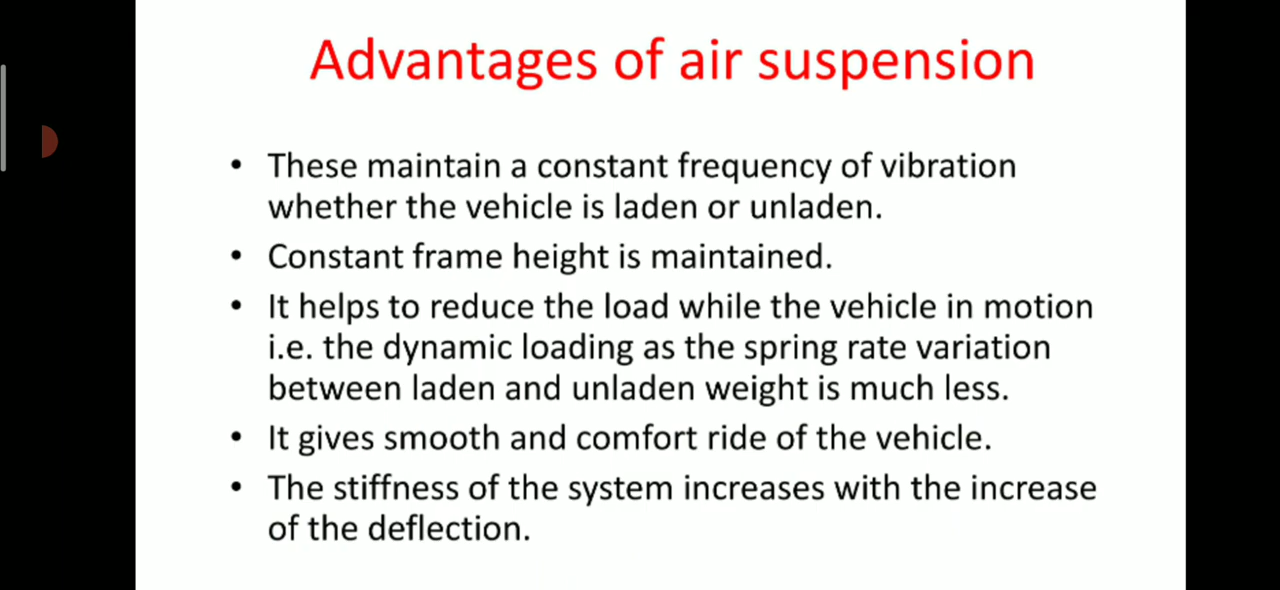 Advantages of air suspension
• These maintain a constant frequency of vibration
whether the vehicle is laden or unladen.
• Constant frame height is maintained.
• It helps to reduce the load while the vehicle in motion
i.e. the dynamic loading as the spring rate variation
between laden and unladen weight is much less.
• It gives smooth and comfort ride of the vehicle.
• The stiffness of the system increases with the increase
of the deflection.